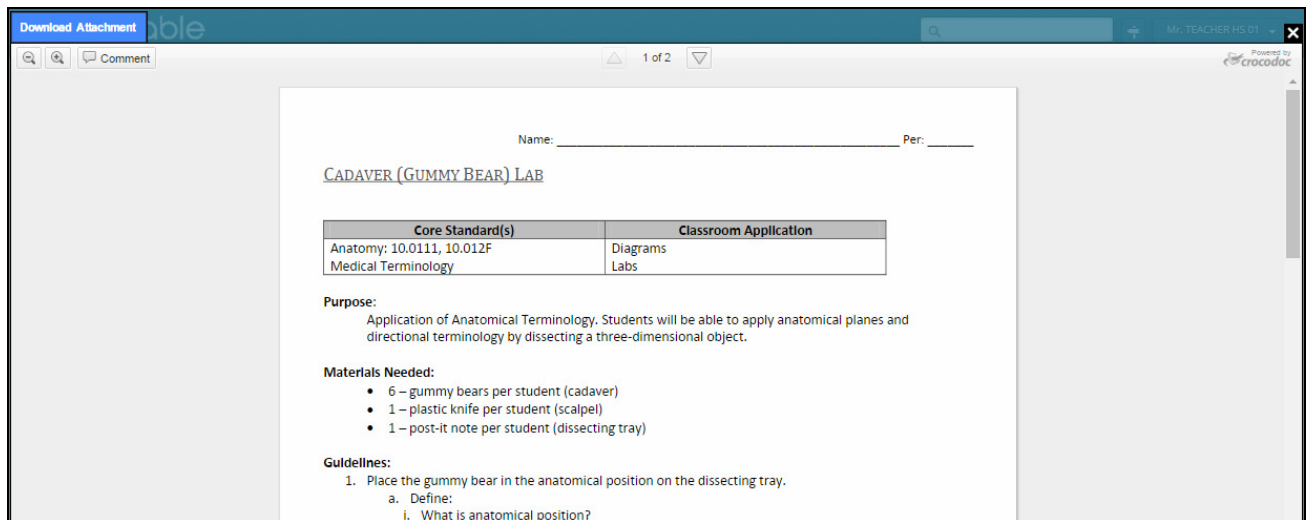 Download Attachment able Mr. TEACHER HS 01
Comment 1 of 2 Powered by crocodoc
Name: ____________________ Per: ______
CADAVER (GUMMY BEAR) LAB
Core Standard(s) Classroom Application
Anatomy: 10.0111, 10.012F Diagrams
Medical Terminology Labs
Purpose:
Application of Anatomical Terminology. Students will be able to apply anatomical planes and
directional terminology by dissecting a three-dimensional object.
Materials Needed:
• 6 – gummy bears per student (cadaver)
• 1 – plastic knife per student (scalpel)
• 1 – post-it note per student (dissecting tray)
Guidelines:
1. Place the gummy bear in the anatomical position on the dissecting tray.
a. Define:
i. What is anatomical position?